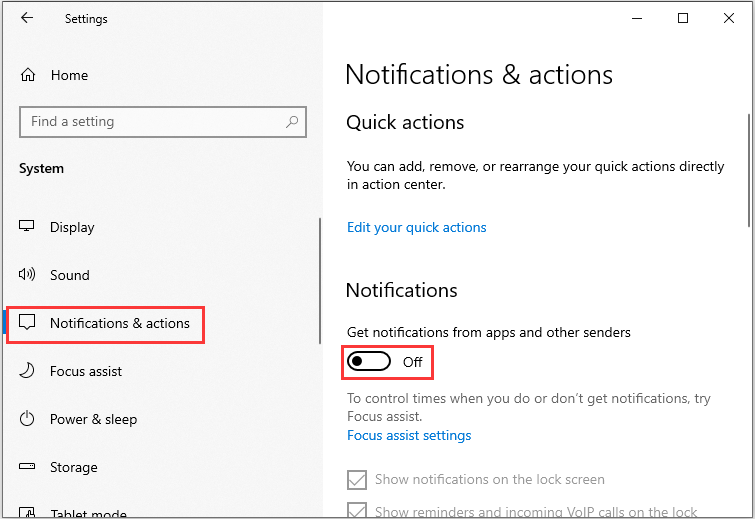 Settings
Home
Find a setting
System
Display
Sound
Notifications & actions
Focus assist
Power & sleep
Storage
Tablet mode
Notifications & actions
Quick actions
You can add, remove, or rearrange your quick actions directly
in action center.
Edit your quick actions
Notifications
Get notifications from apps and other senders
Off
To control times when you do or don't get notifications, try
Focus assist.
Focus assist settings
Show notifications on the lock screen
Show reminders and incoming VoIP calls on the lock